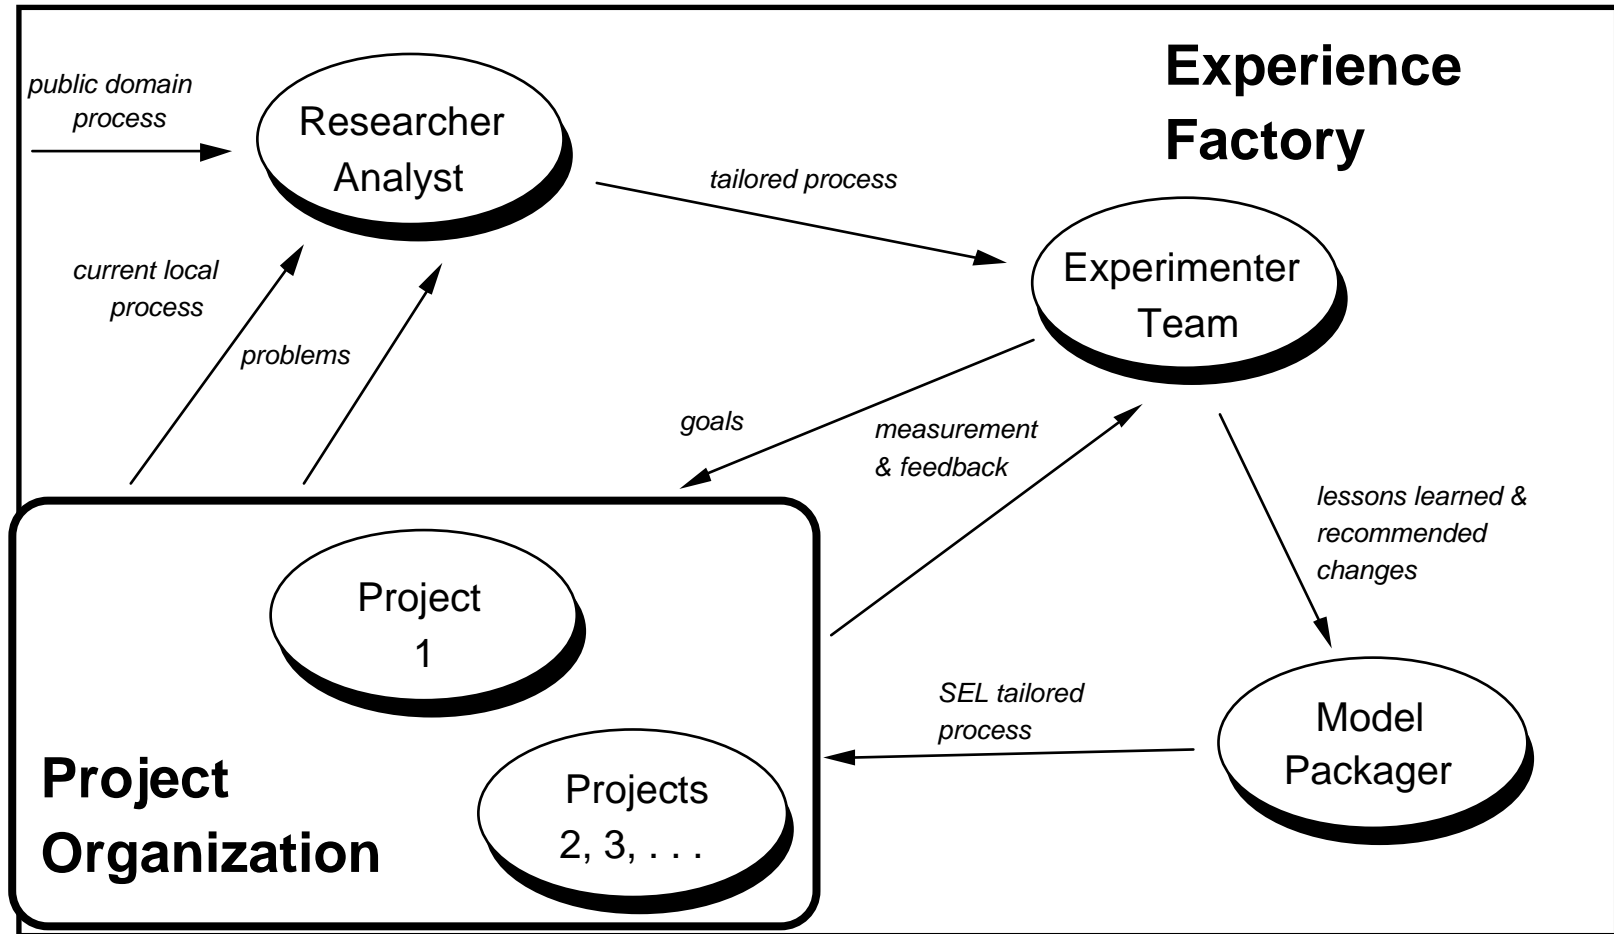 Experience
Factory
public domain
process
Researcher
Analyst
tailored process
Experimenter
Team
current local
process
problems
goals
measurement
& feedback
lessons learned &
recommended
changes
Project
1
SEL tailored
process
Model
Packager
Projects
2, 3, . . .
Project
Organization